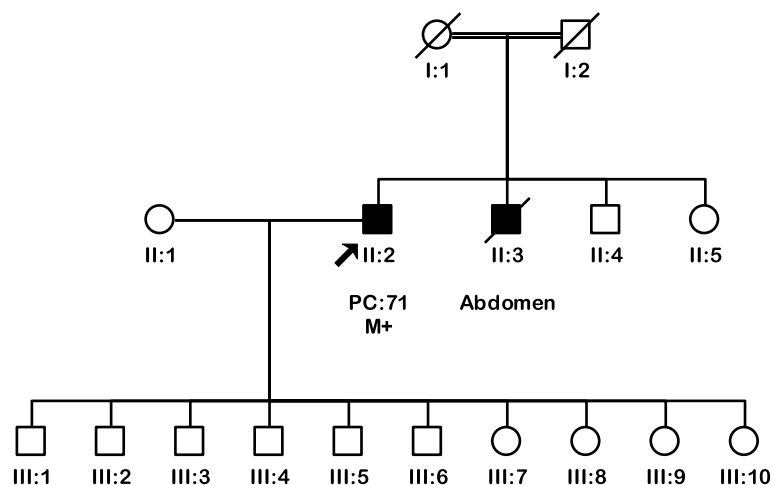 I:1 I:2
II:1 II:2 II:3 II:4 II:5
PC:71 Abdomen
M+
III:1 III:2 III:3 III:4 III:5 III:6 III:7 III:8 III:9 III:10